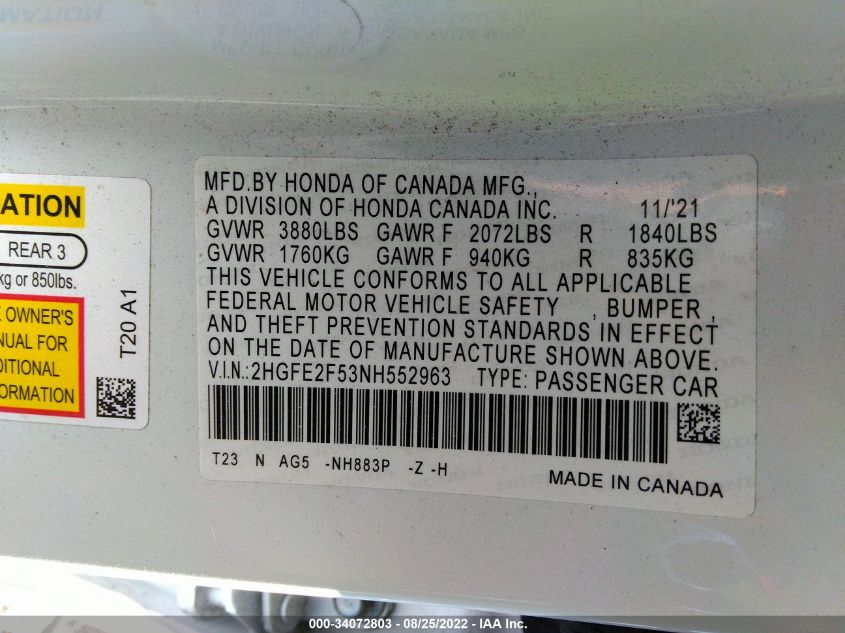 ATION
REAR 3
kg or 850lbs.
OWNER'S
NUAL FOR
DITIONAL
FORMATION
T20 A1
MFD.BY HONDA OF CANADA MFG.,
A DIVISION OF HONDA CANADA INC. 11/'21
GVWR 3880LBS GAWR F 2072LBS R 1840LBS
GVWR 1760KG GAWR F 940KG R 835KG
THIS VEHICLE CONFORMS TO ALL APPLICABLE
FEDERAL MOTOR VEHICLE SAFETY , BUMPER ,
AND THEFT PREVENTION STANDARDS IN EFFECT
ON THE DATE OF MANUFACTURE SHOWN ABOVE.
V.I.N.:2HGFE2F53NH552963 TYPE: PASSENGER CAR
T23 N AG5 -NH883P -Z -H
MADE IN CANADA
000-34072803 - 08/25/2022 - IAA Inc.